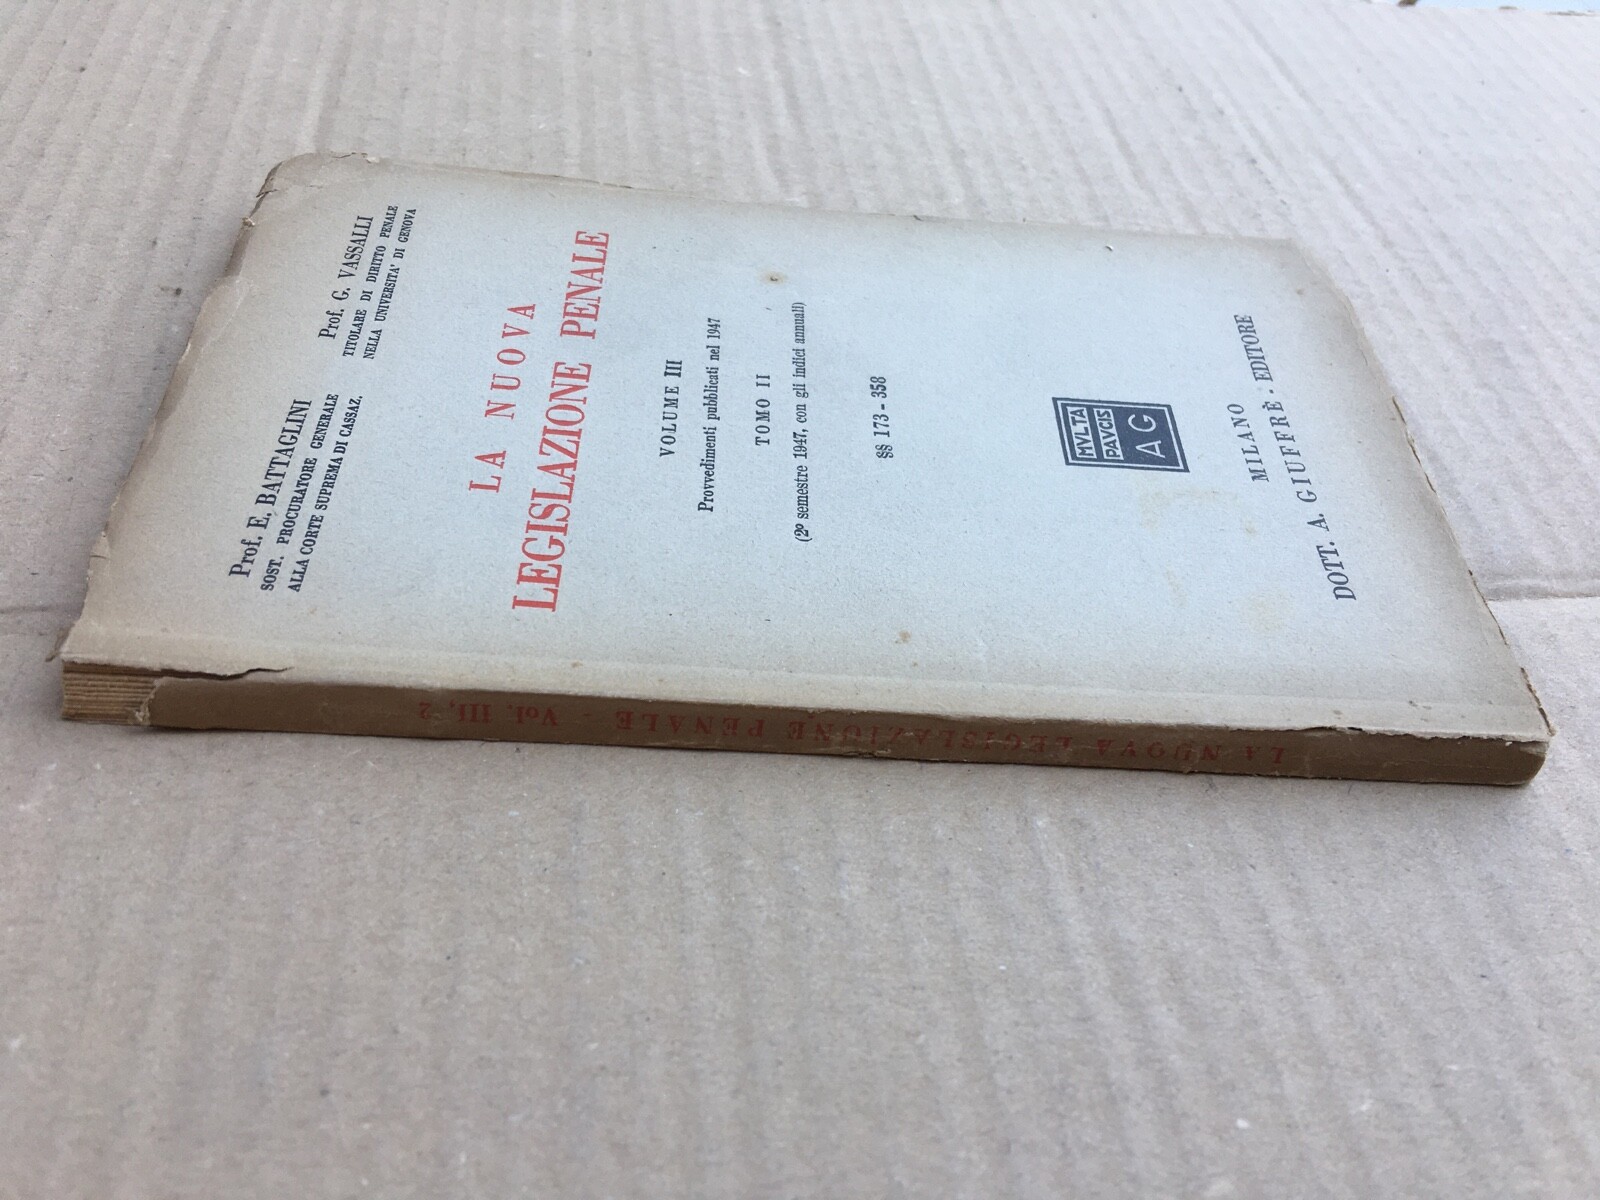 Prof. E. BATTAGLINI
SOST. PROCURATORE GENERALE
ALLA CORTE SUPREMA DI CASSAZ.
Prof. G. VASSALLI
TITOLARE DI DIRITTO PENALE
NELLA UNIVERSITA' DI GENOVA
LA NUOVA
LEGISLAZIONE PENALE
VOLUME III
Provvedimenti pubblicati nel 1947
TOMO II
(2º semestre 1947, con gli indici annuali)
§§ 173 - 358
MVLTA
PAVCIS
AG
MILANO
DOTT. A. GIUFFRÈ - EDITORE
LA NUOVA LEGISLAZIONE PENALE - Vol. III, 2